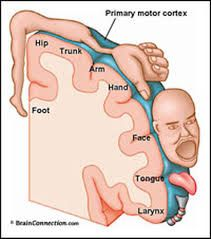 Primary motor cortex
Hip
Trunk
Arm
Hand
Foot
Face
Tongue
Larynx
© BrainConnection.com